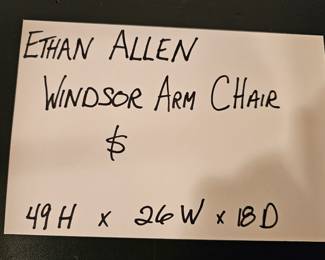 ETHAN ALLEN
WINDSOR ARM CHAIR
$
49H x 26W x 18D